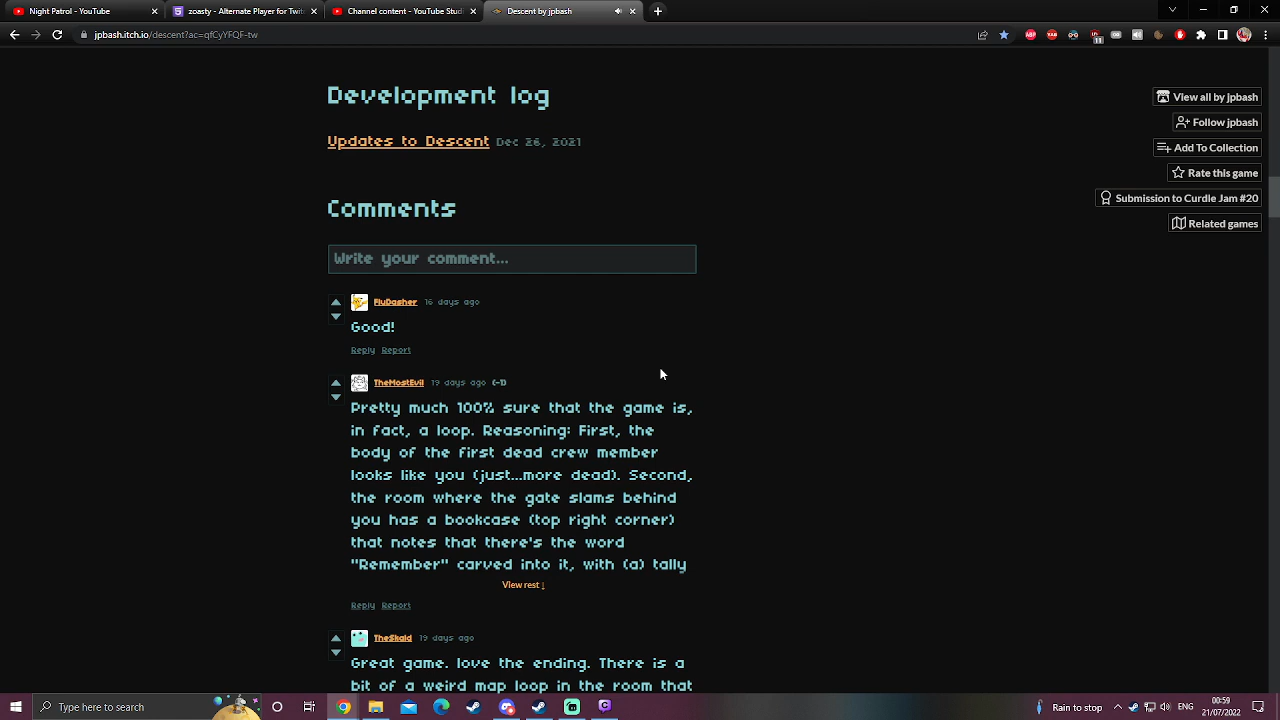 Night Patrol - YouTube
zoasty - Alternate Player for Twitc
Channel content - YouTube Stud
Descent by jpbash
jpbash.itch.io/descent?ac=qfCyYFQF-tw
11
View all by jpbash
Follow jpbash
Add To Collection
Rate this game
Submission to Curdle Jam #20
Related games
Development log
Updates to Descent Dec 26, 2021
Comments
Write your comment...
FluDasher 16 days ago
Good!
Reply Report
TheMostEvil 19 days ago (-1)
Pretty much 100% sure that the game is,
in fact, a loop. Reasoning: First, the
body of the first dead crew member
looks like you (just...more dead). Second,
the room where the gate slams behind
you has a bookcase (top right corner)
that notes that there's the word
"Remember" carved into it, with (a) tally
View rest ↓
Reply Report
TheSkald 19 days ago
Great game. love the ending. There is a
bit of a weird map loop in the room that
Type here to search
Rain to stop
00:59
21/07/2022